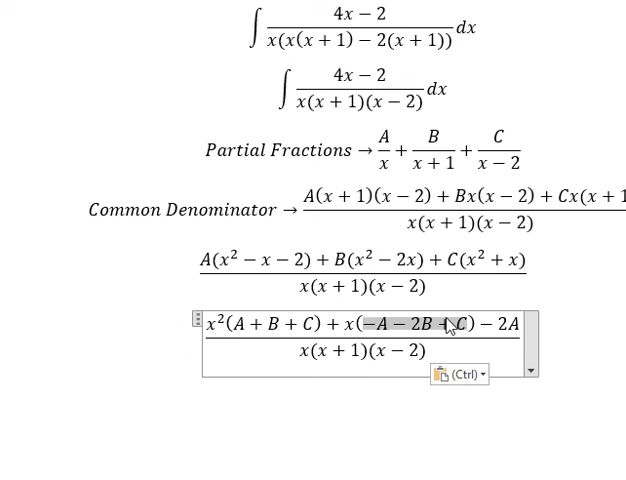 ∫ (4x − 2)/(x(x(x + 1) − 2(x + 1))) dx
∫ (4x − 2)/(x(x + 1)(x − 2)) dx
Partial Fractions → A/x + B/(x + 1) + C/(x − 2)
Common Denominator → (A(x + 1)(x − 2) + Bx(x − 2) + Cx(x + 1)/(x(x + 1)(x − 2))
(A(x² − x − 2) + B(x² − 2x) + C(x² + x))/(x(x + 1)(x − 2))
(x²(A + B + C) + x(−A − 2B + C) − 2A)/(x(x + 1)(x − 2))
(Ctrl)